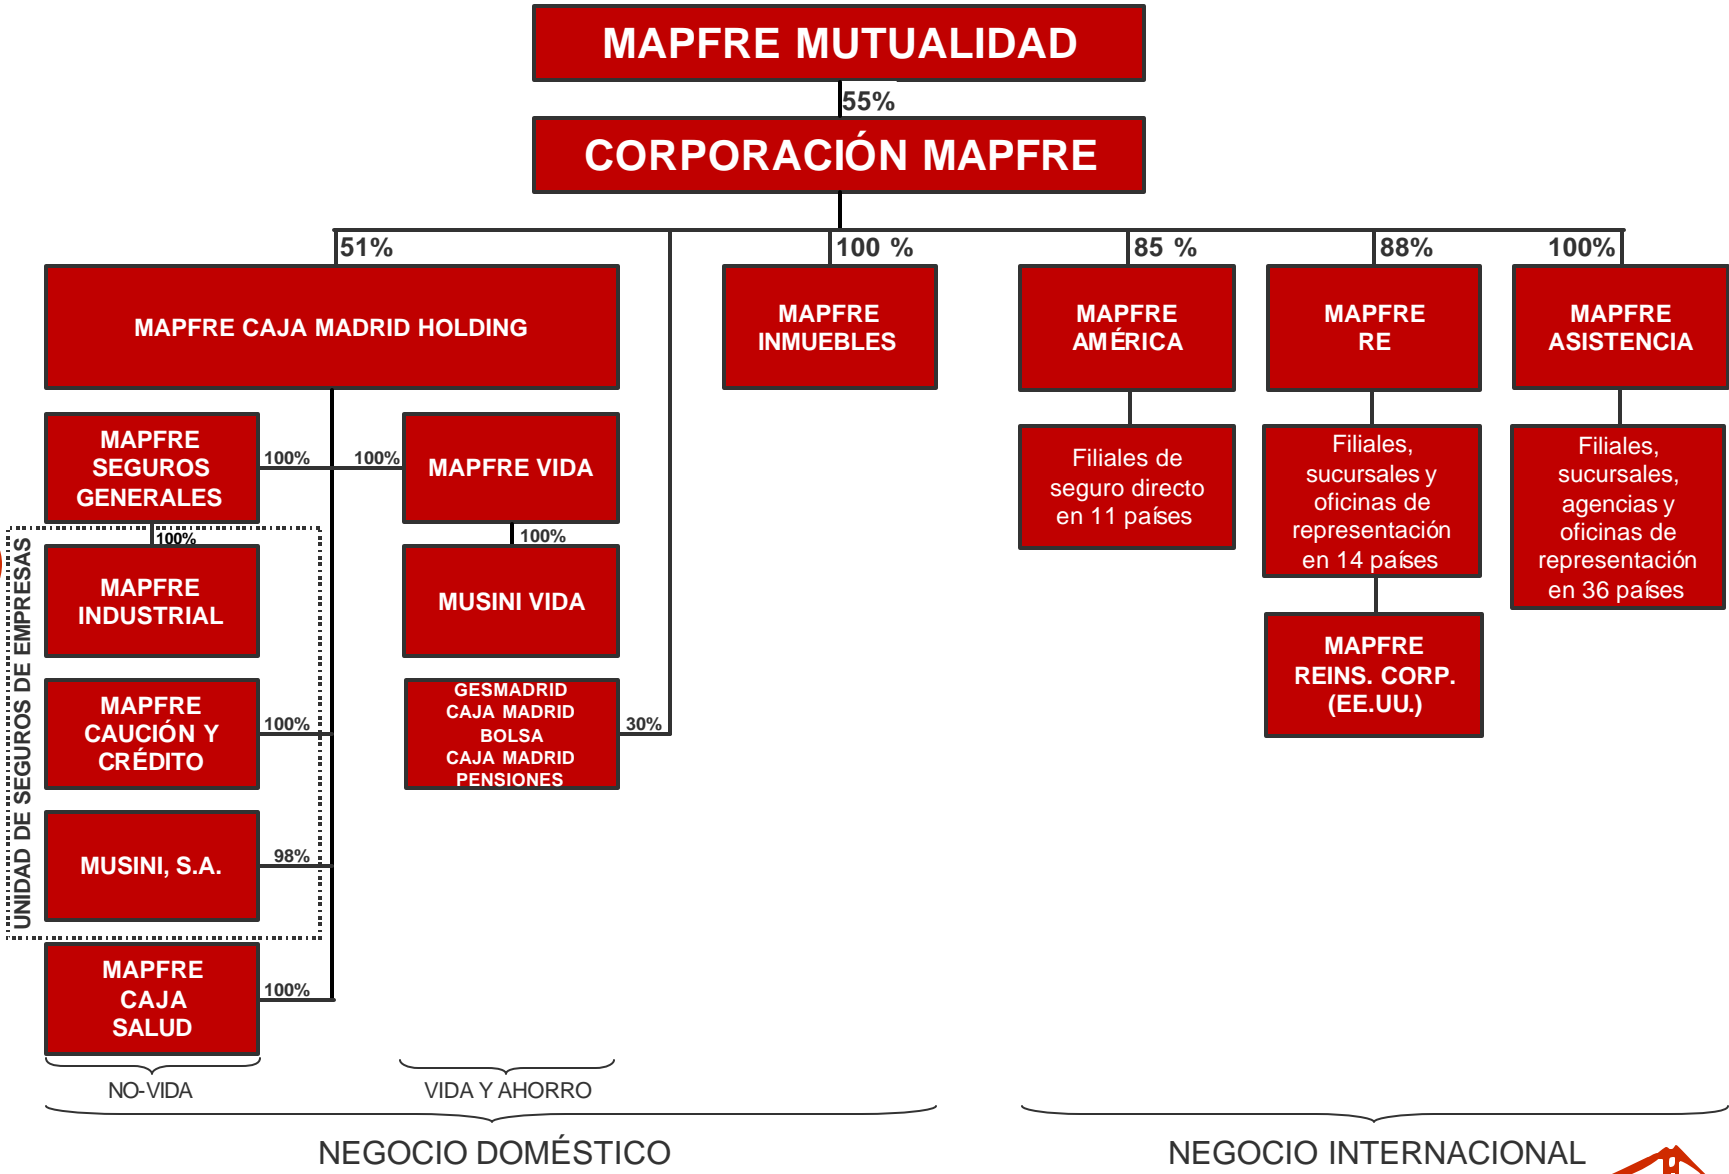 MAPFRE MUTUALIDAD
55%
CORPORACIÓN MAPFRE
51%
100 %
85 %
88%
100%
MAPFRE CAJA MADRID HOLDING
MAPFRE
INMUEBLES
MAPFRE
AMÉRICA
MAPFRE
RE
MAPFRE
ASISTENCIA
MAPFRE
SEGUROS
GENERALES
100%
100%
MAPFRE VIDA
Filiales de
seguro directo
en 11 países
Filiales,
sucursales y
oficinas de
representación
en 14 países
Filiales,
sucursales,
agencias y
oficinas de
representación
en 36 países
UNIDAD DE SEGUROS DE EMPRESAS
100%
MAPFRE
INDUSTRIAL
100%
MUSINI VIDA
MAPFRE
REINS. CORP.
(EE.UU.)
MAPFRE
CAUCIÓN Y
CRÉDITO
100%
GESMADRID
CAJA MADRID
BOLSA
CAJA MADRID
PENSIONES
30%
MUSINI, S.A.
98%
MAPFRE
CAJA
SALUD
100%
NO-VIDA
VIDA Y AHORRO
NEGOCIO DOMÉSTICO
NEGOCIO INTERNACIONAL